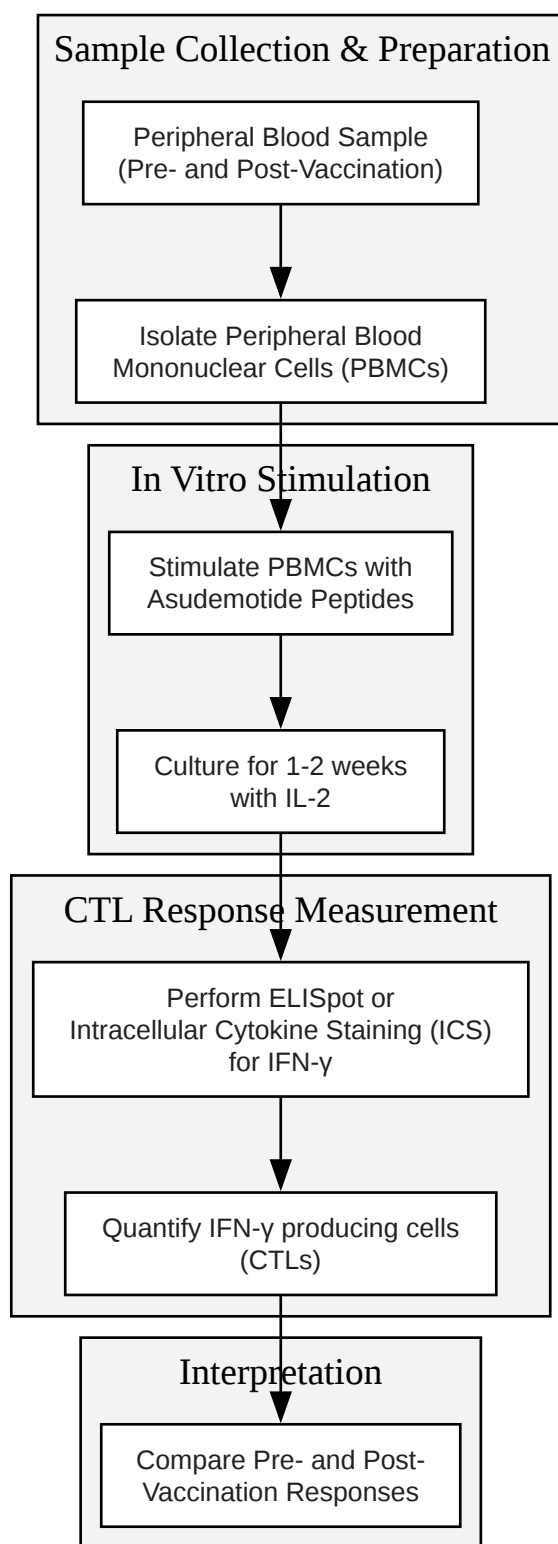 Sample Collection & Preparation
Peripheral Blood Sample
(Pre- and Post-Vaccination)
Isolate Peripheral Blood
Mononuclear Cells (PBMCs)
In Vitro Stimulation
Stimulate PBMCs with
Asudemotide Peptides
Culture for 1-2 weeks
with IL-2
CTL Response Measurement
Perform ELISpot or
Intracellular Cytokine Staining (ICS)
for IFN-γ
Quantify IFN-γ producing cells
(CTLs)
Interpretation
Compare Pre- and Post-
Vaccination Responses